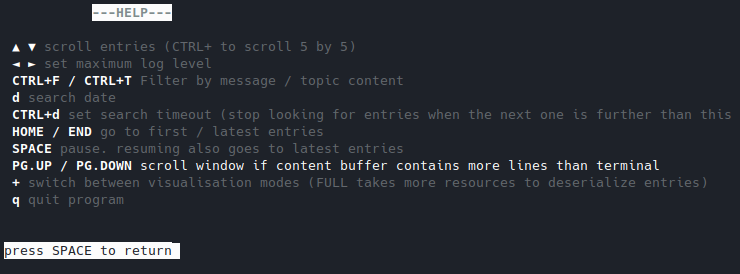 ---HELP---
▲ ▼ scroll entries (CTRL+ to scroll 5 by 5)
◄ ► set maximum log level
CTRL+F / CTRL+T Filter by message / topic content
d search date
CTRL+d set search timeout (stop looking for entries when the next one is further than this
HOME / END go to first / latest entries
SPACE pause. resuming also goes to latest entries
PG.UP / PG.DOWN scroll window if content buffer contains more lines than terminal
+ switch between visualisation modes (FULL takes more resources to deserialize entries)
q quit program
press SPACE to return